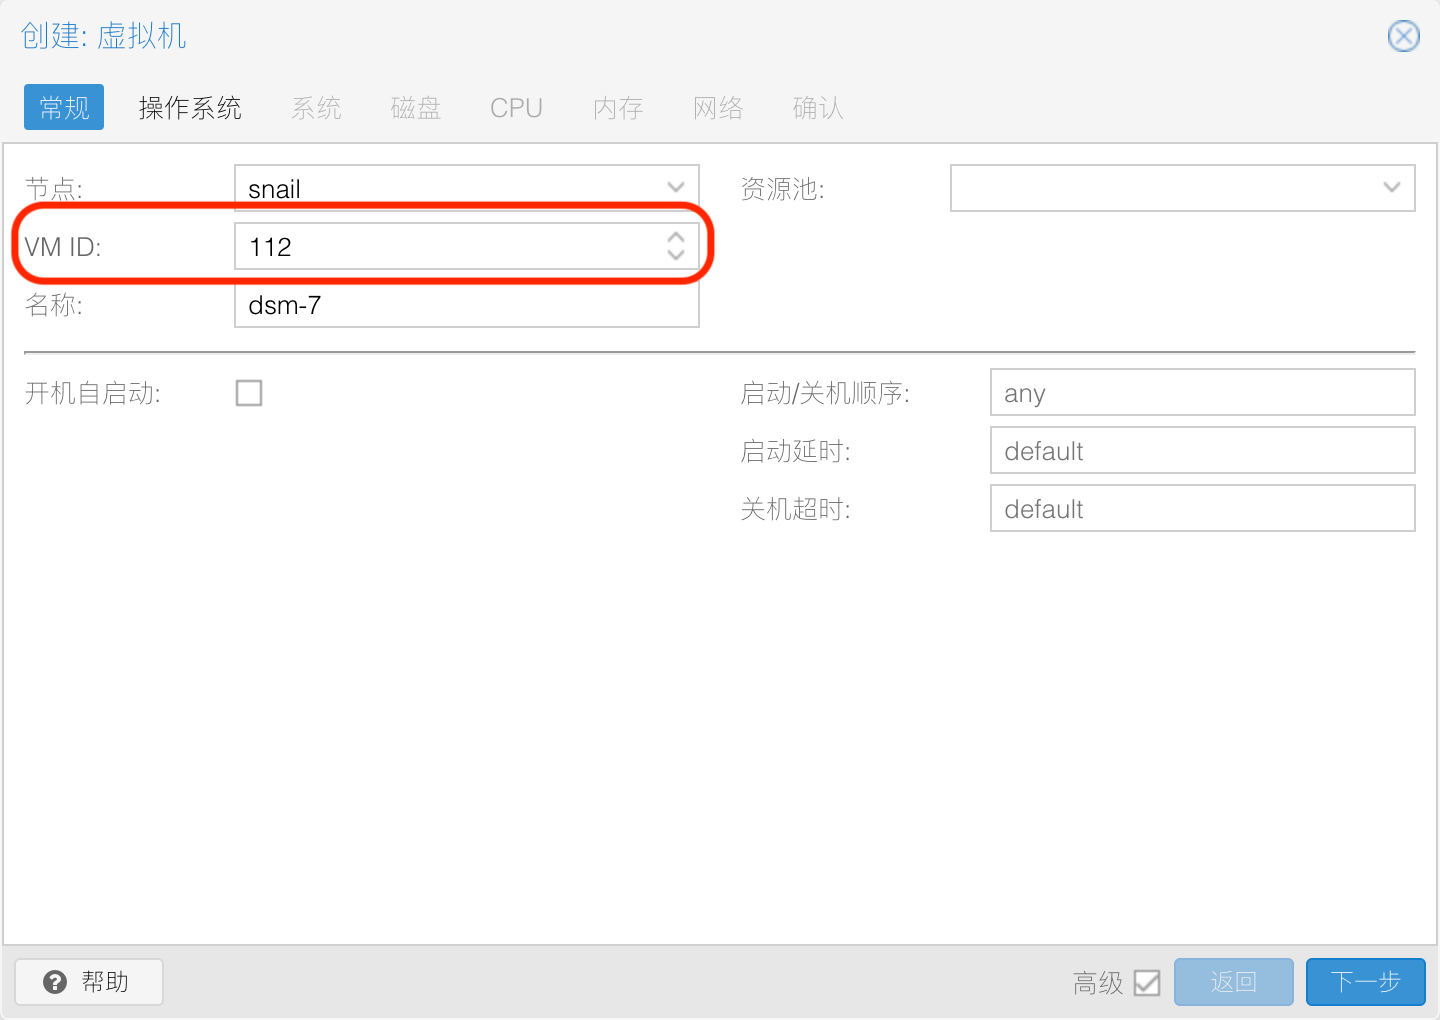 创建: 虚拟机
常规 操作系统 系统 磁盘 CPU 内存 网络 确认
节点: snail 资源池:
VM ID: 112
名称: dsm-7
开机自启动: 启动/关机顺序: any
启动延时: default
关机超时: default
帮助 高级 返回 下一步